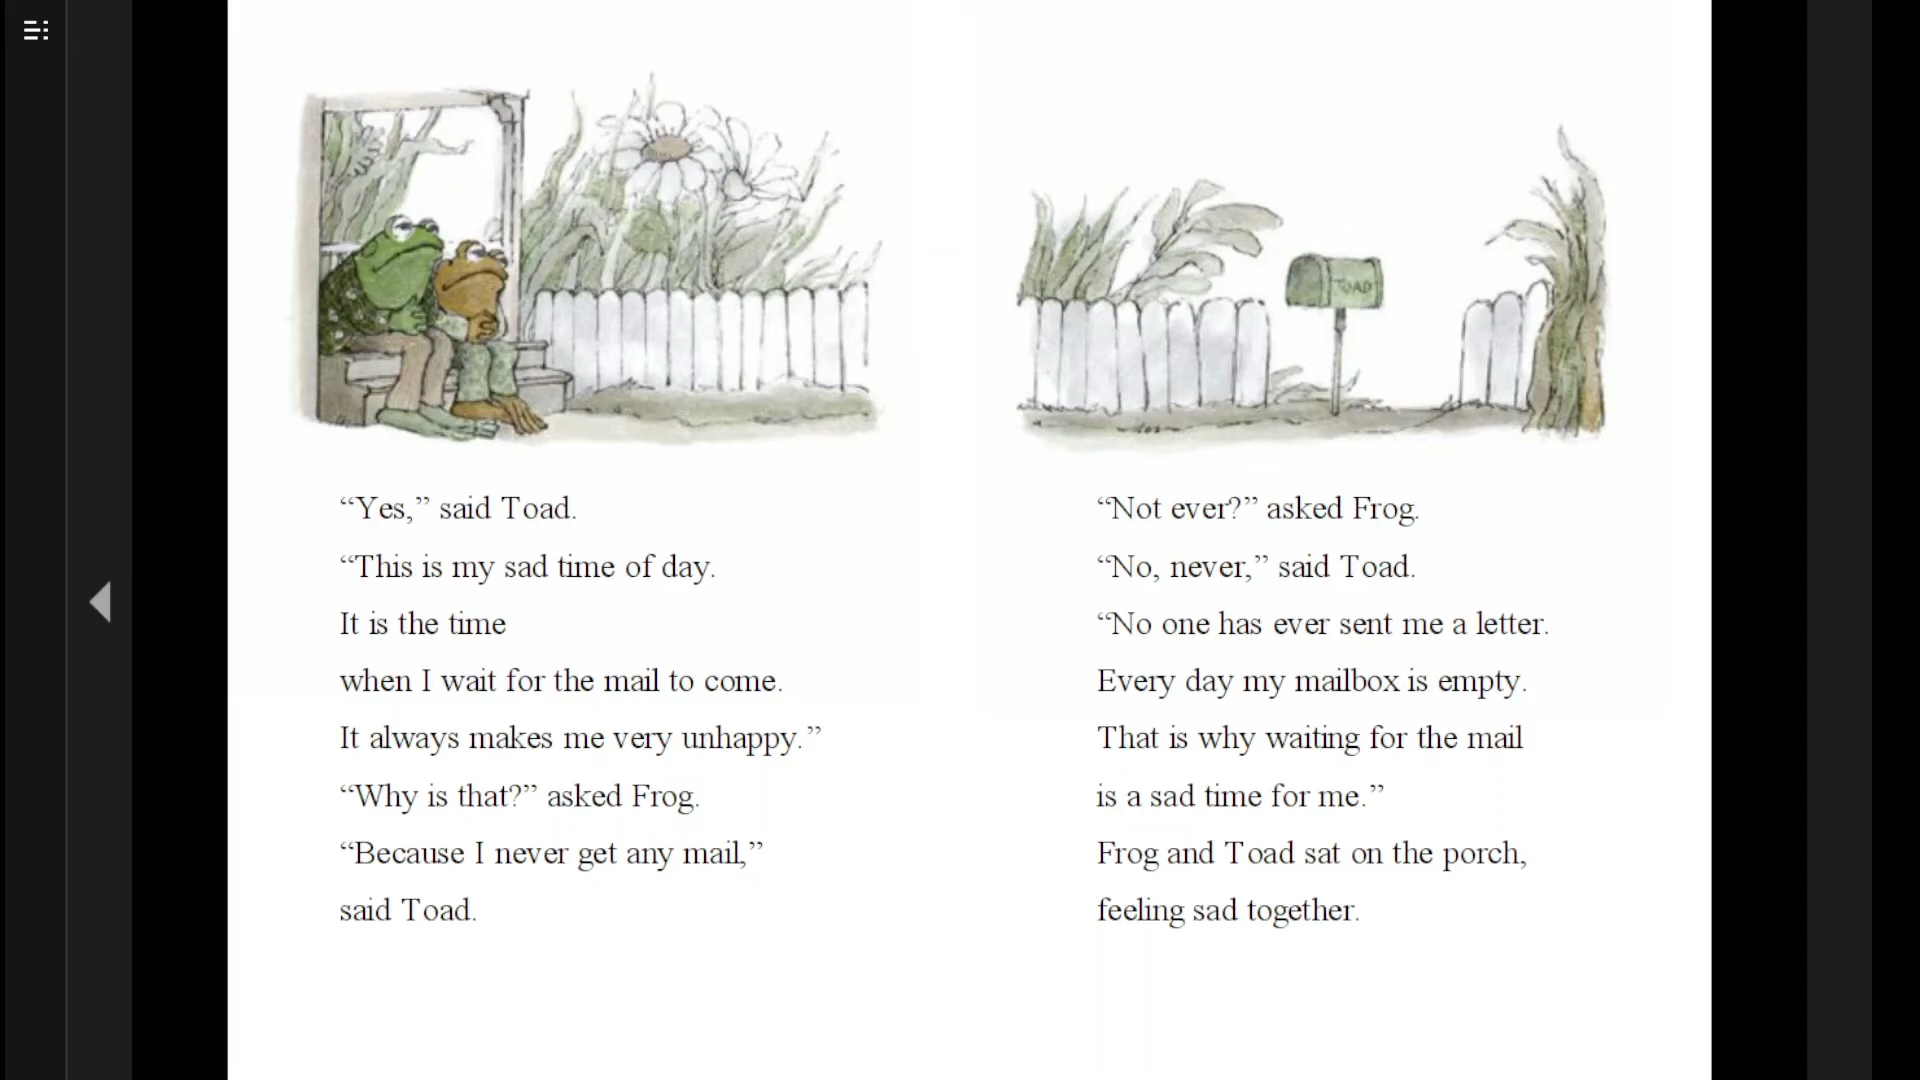 TOAD
“Yes,” said Toad.
“This is my sad time of day.
It is the time
when I wait for the mail to come.
It always makes me very unhappy.”
“Why is that?” asked Frog.
“Because I never get any mail,”
said Toad.
“Not ever?” asked Frog.
“No, never,” said Toad.
“No one has ever sent me a letter.
Every day my mailbox is empty.
That is why waiting for the mail
is a sad time for me.”
Frog and Toad sat on the porch,
feeling sad together.